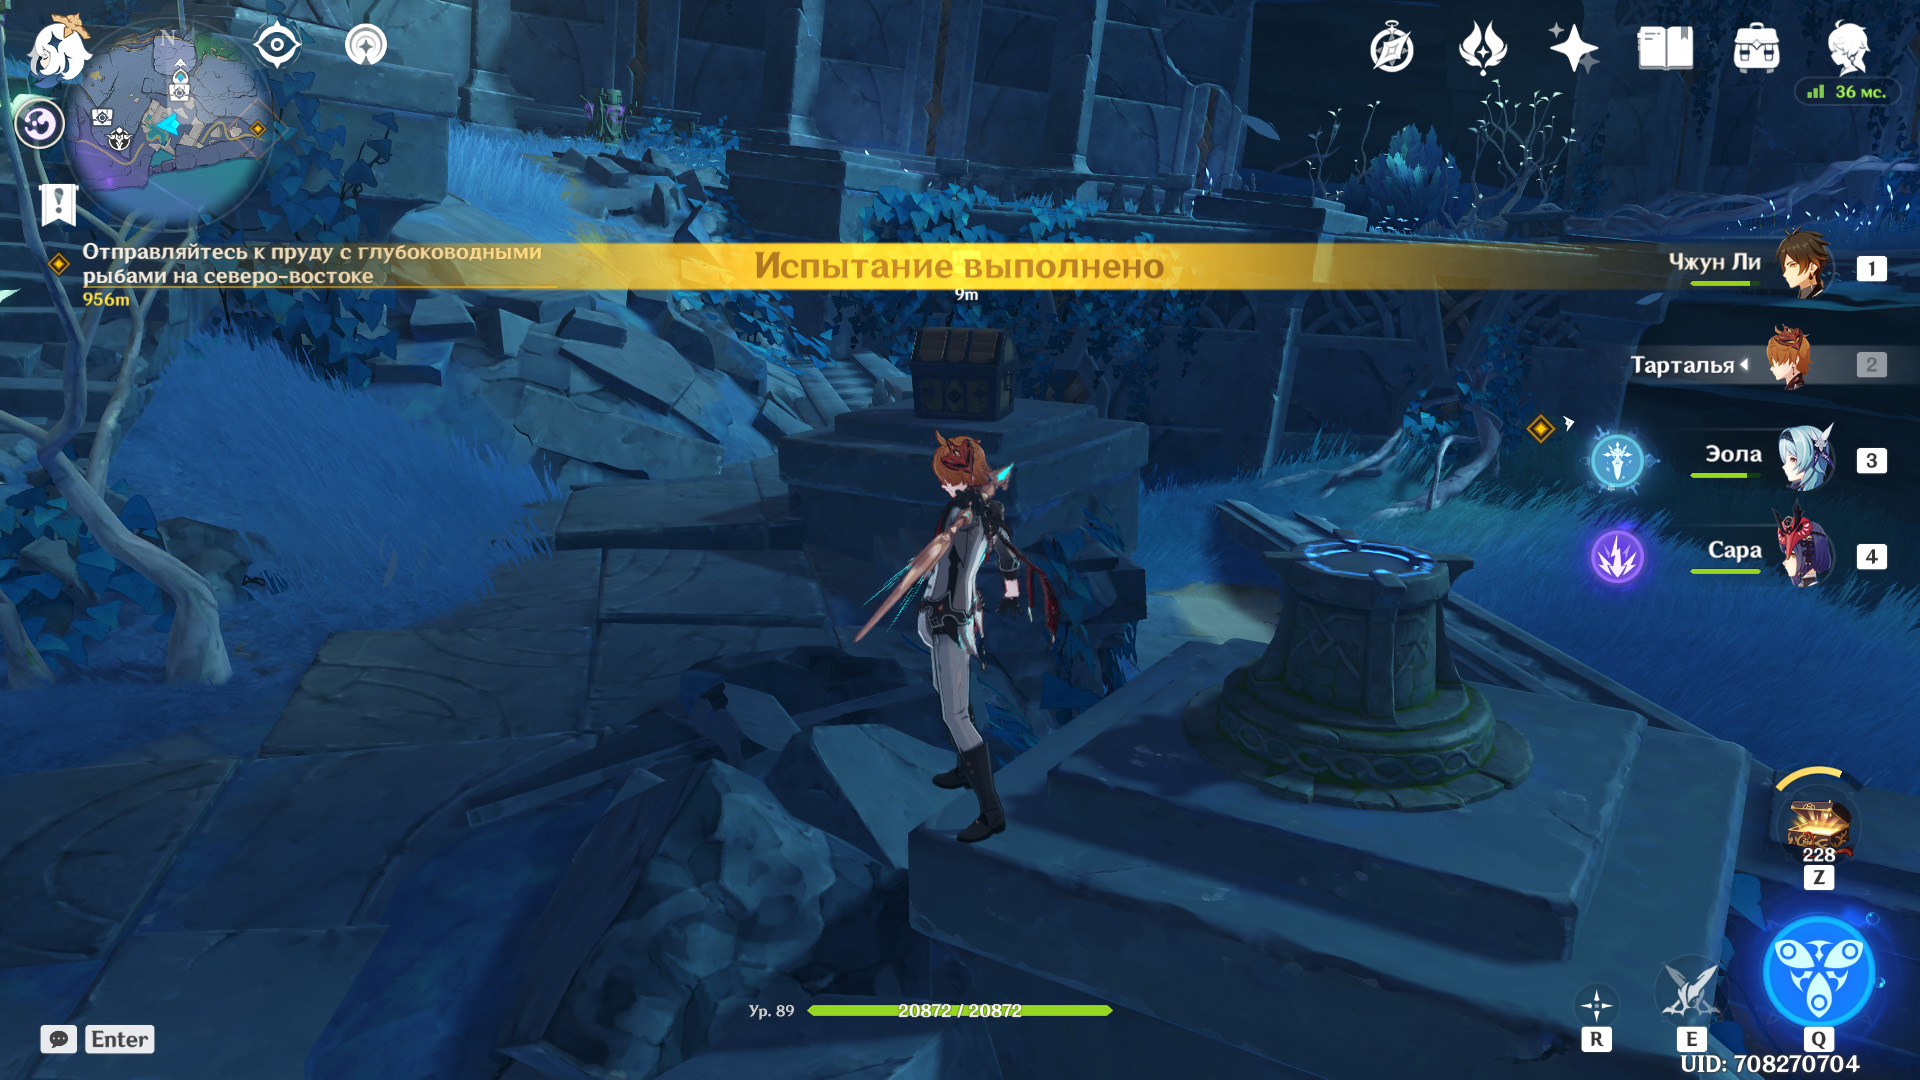 N
36 мс.
Отправляйтесь к пруду с глубоководными
рыбами на северо-востоке
956m
Испытание выполнено
9m
Чжун Ли
1
Тарталья
2
Эола
3
Сара
4
228
Z
Ур. 89
20872 / 20872
Enter
R
E
Q
UID: 708270704